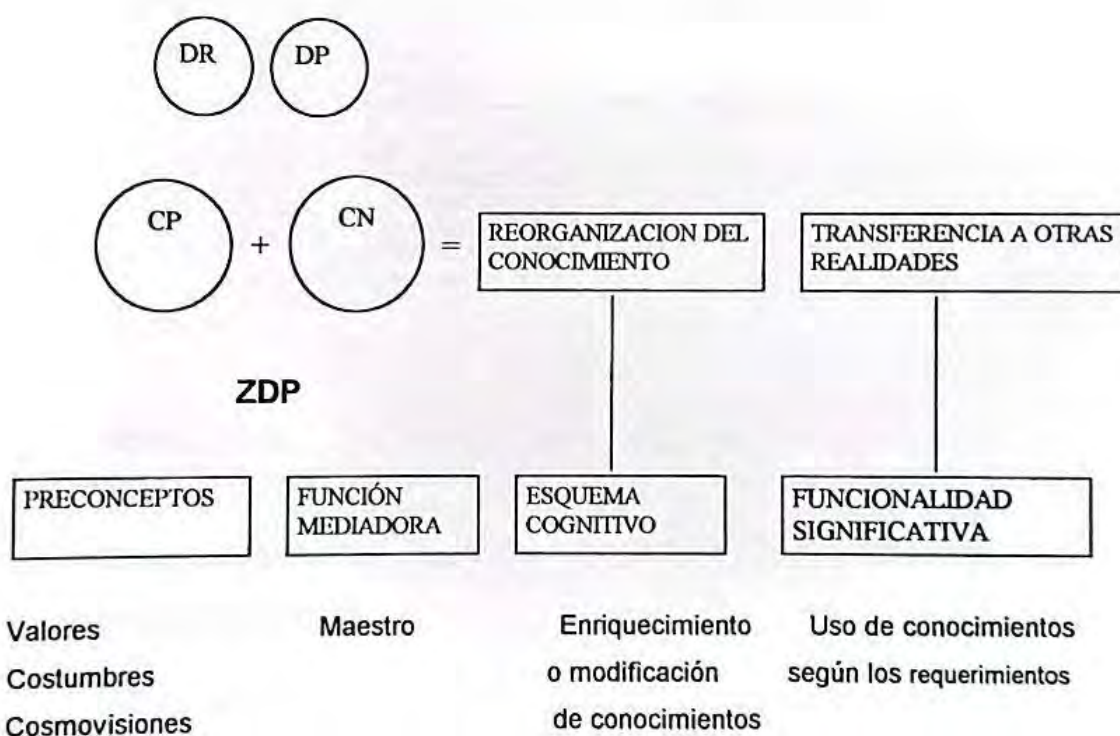 DR DP
CP + CN = REORGANIZACION DEL CONOCIMIENTO
TRANSFERENCIA A OTRAS REALIDADES
ZDP
PRECONCEPTOS
FUNCIÓN MEDIADORA
ESQUEMA COGNITIVO
FUNCIONALIDAD SIGNIFICATIVA
Valores
Costumbres
Cosmovisiones
Maestro
Enriquecimiento
o modificación
de conocimientos
Uso de conocimientos
según los requerimientos